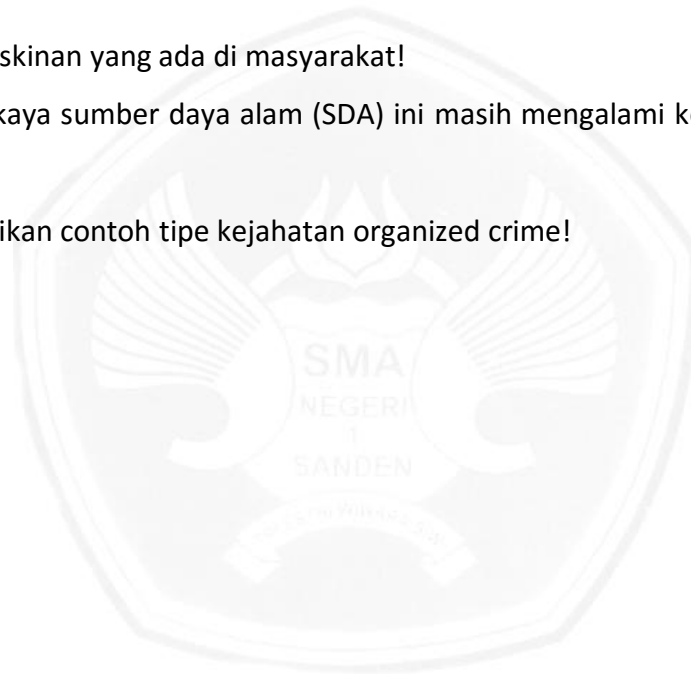 skinan yang ada di masyarakat!
kaya sumber daya alam (SDA) ini masih mengalami k
ikan contoh tipe kejahatan organized crime!
SMA
NEGERI
1
SANDEN